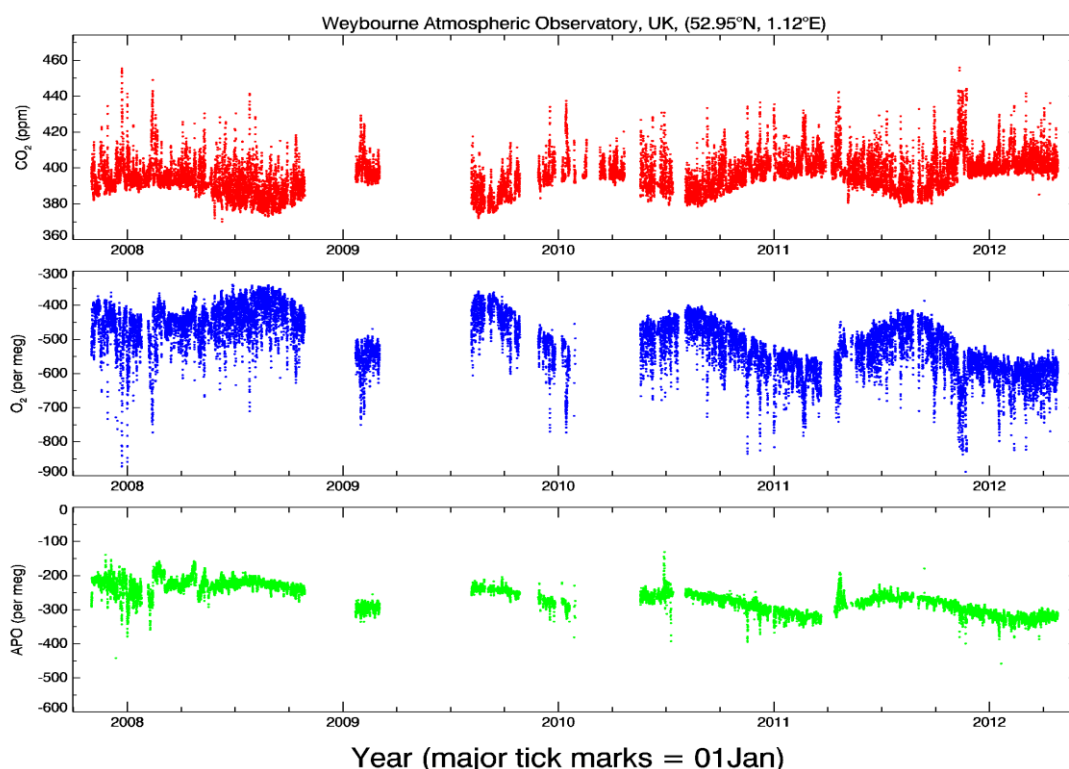 Weybourne Atmospheric Observatory, UK, (52.95°N, 1.12°E)
CO2 (ppm)
460
440
420
400
380
360
2008 2009 2010 2011 2012
O2 (per meg)
-300
-400
-500
-600
-700
-800
-900
2008 2009 2010 2011 2012
APO (per meg)
0
-100
-200
-300
-400
-500
-600
2008 2009 2010 2011 2012
Year (major tick marks = 01Jan)